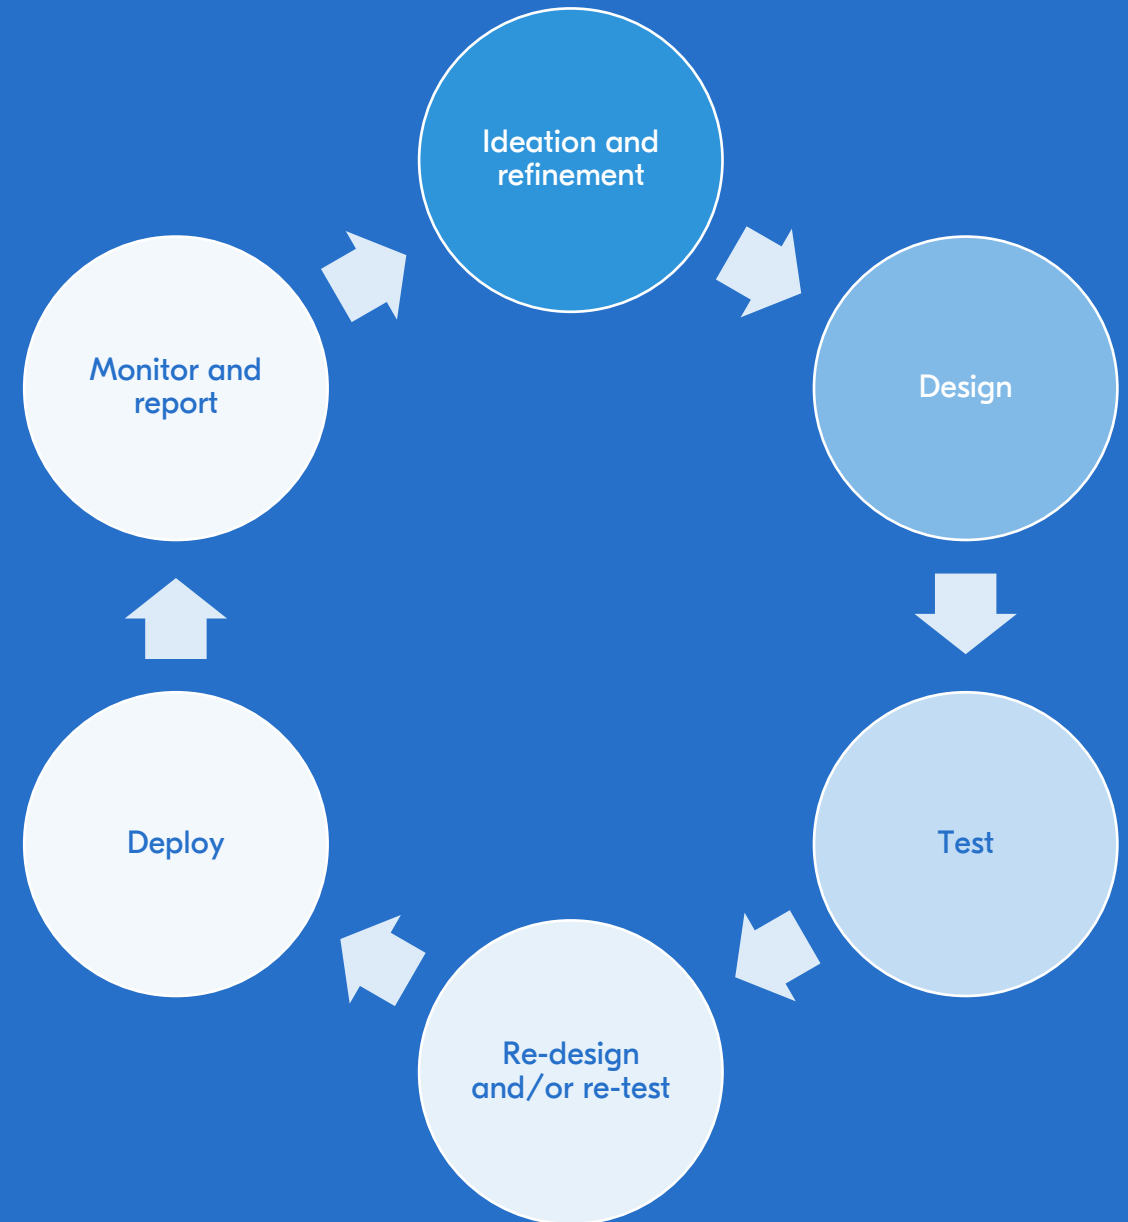 Ideation and
refinement
Design
Test
Re-design
and/or re-test
Deploy
Monitor and
report